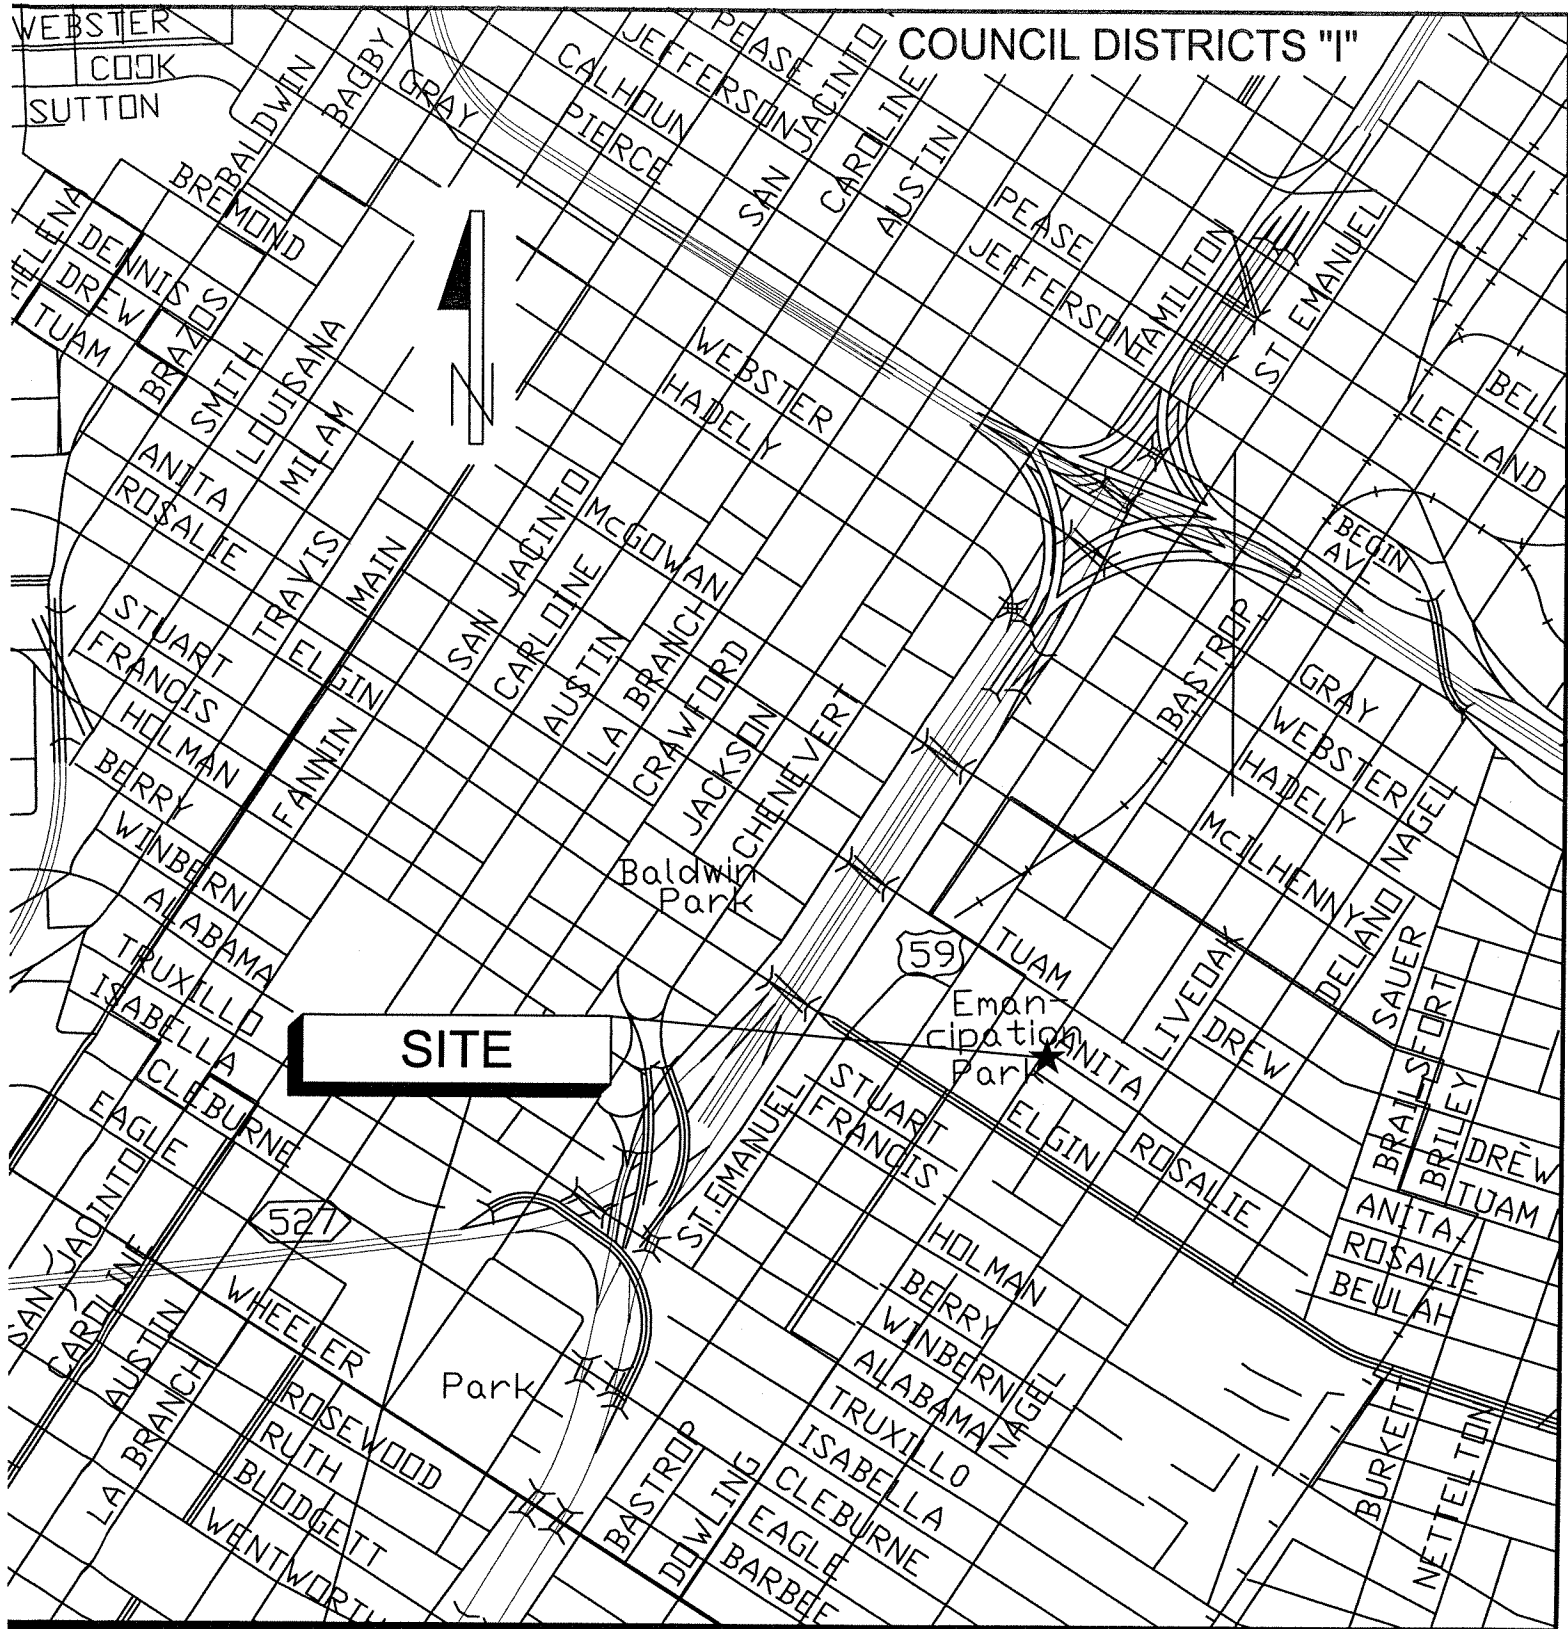 COUNCIL DISTRICTS "I"
WEBSTER
COOK
SUTTON
BALDWIN
BAGBY
GRAY
CALHOUN
PIERCE
JEFFERSON
PEASE
SAN JACINTO
CAROLINE
AUSTIN
BREMOND
DENNIS
DREW
TUAM
BRAZOS
SMITH
LOUISANA
MILAM
N
PEASE
JEFFERSON
HAMILTON
ST EMANUEL
BELL
LEELAND
WEBSTER
HADELY
ANITA
ROSALIE
TRAVIS
MAIN
McGOWAN
SAN JACINTO
CARLOINE
AUSTIN
LA BRANCH
CRAWFORD
JACKSON
CHENEVERT
BEGIN
AV
BASTROP
GRAY
WEBSTER
HADELY
McILHENNY
NAGEL
DELANO
SAUER
STUART
FRANCIS
HOLMAN
BERRY
WINBERN
ALABAMA
TRUXILLO
ISABELLA
CLEBURNE
EAGLE
ELGIN
FANNIN
Baldwin
Park
59
TUAM
Eman-
cipation
Park
ANITA
LIVEOAK
DREW
BRAILSFORT
BRILEY
SITE
STUART
FRANCIS
ELGIN
ROSALIE
DREW
TUAM
ANITA
ROSALIE
BEULAH
ST.EMANUEL
527
SAN JACINTO
CAROLINE
AUSTIN
LA BRANCH
WHEELER
ROSEWOOD
RUTH
BLODGETT
WENTWORTH
Park
HOLMAN
BERRY
WINBERN
ALABAMA
NAGEL
TRUXILLO
ISABELLA
CLEBURNE
EAGLE
BARBEE
BASTROP
DOWLING
BURKETT
NETTELTON